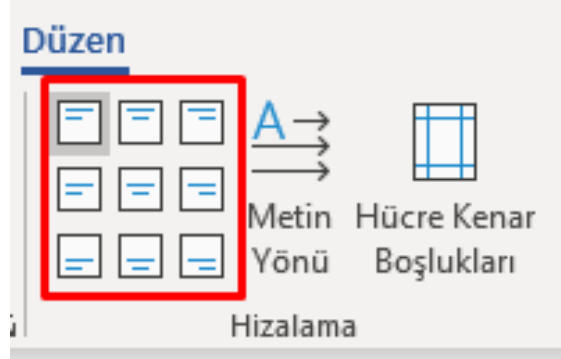 Düzen
A
Metin
Yönü
Hücre Kenar
Boşlukları
Hizalama